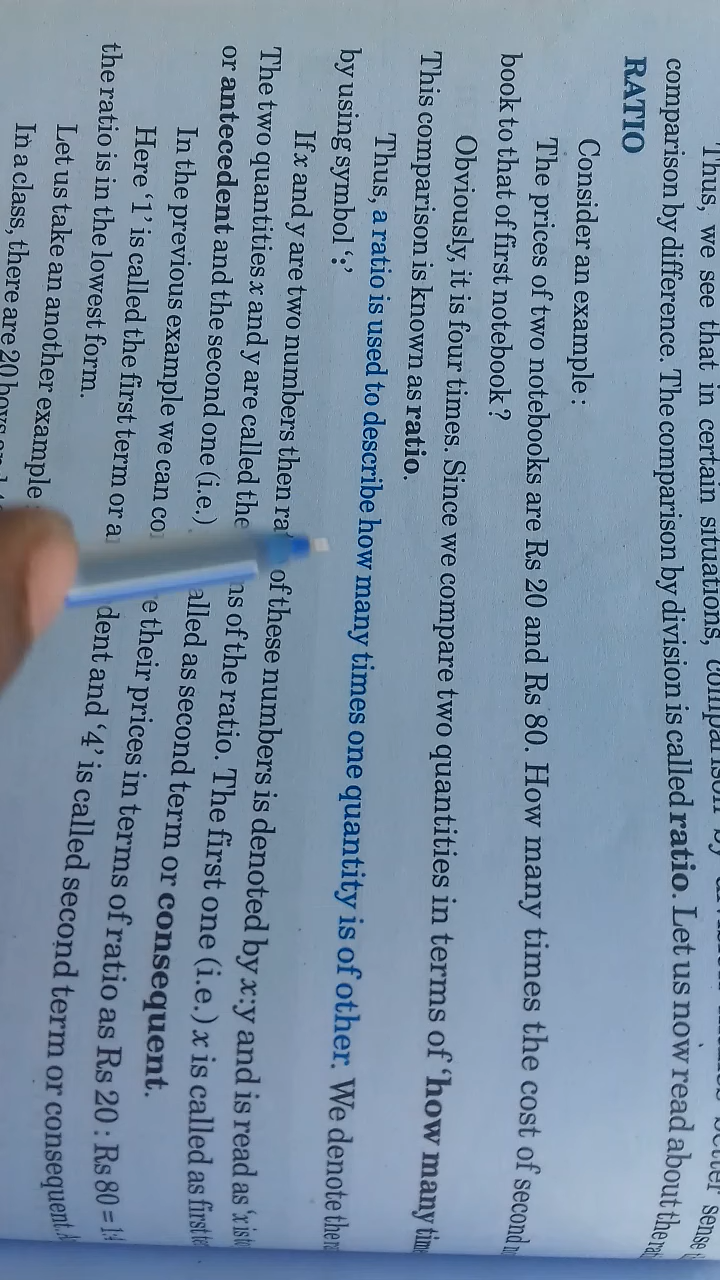 Thus, we see that in certain situations, comparison by
comparison by difference. The comparison by division is called ratio. Let us now read about the
RATIO
Consider an example :
The prices of two notebooks are Rs 20 and Rs 80. How many times the cost of second
book to that of first notebook?
Obviously, it is four times. Since we compare two quantities in terms of 'how many
This comparison is known as ratio.
Thus, a ratio is used to describe how many times one quantity is of other. We denote
by using symbol ':'
If x and y are two numbers then of these numbers is denoted by x:y and is read as 'x is
The two quantities x and y are called the of the ratio. The first one (i.e.) x is called as first
or antecedent and the second one (i.e.) called as second term or consequent.
In the previous example we can their prices in terms of ratio as Rs 20 : Rs 80 = 1:4
Here '1' is called the first term or and '4' is called second term or consequent.
the ratio is in the lowest form.
Let us take an another example
In a class, there are 20 boys